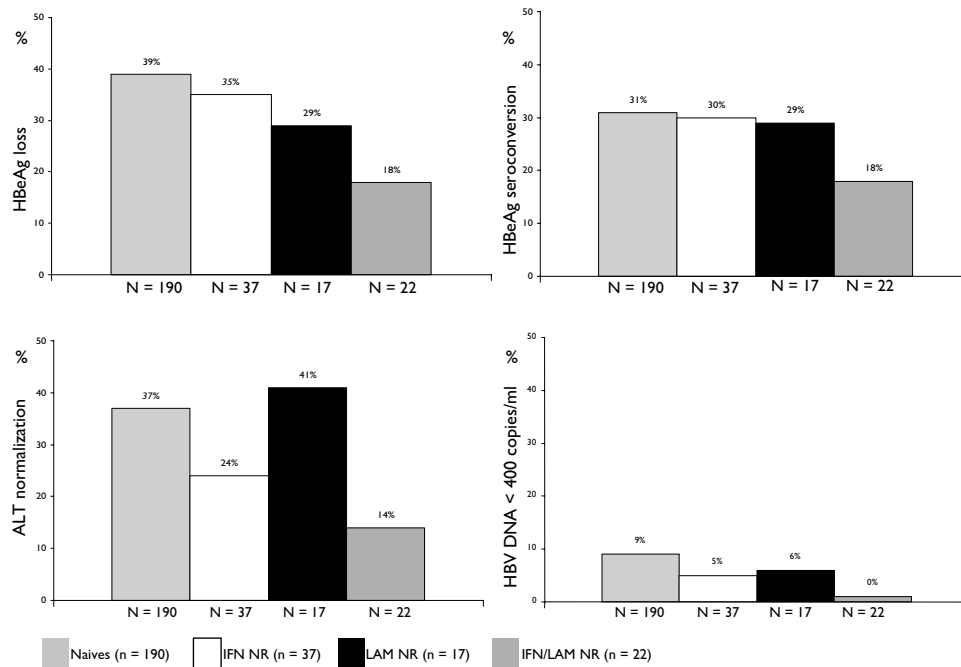 HBeAg loss
%
50
40
30
20
10
0
39%
35%
29%
18%
N = 190
N = 37
N = 17
N = 22
HBeAg seroconversion
%
50
40
30
20
10
0
31%
30%
29%
18%
N = 190
N = 37
N = 17
N = 22
ALT normalization
%
50
40
30
20
10
0
37%
24%
41%
14%
N = 190
N = 37
N = 17
N = 22
HBV DNA < 400 copies/ml
%
50
40
30
20
10
0
9%
5%
6%
0%
N = 190
N = 37
N = 17
N = 22
Naives (n = 190)
IFN NR (n = 37)
LAM NR (n = 17)
IFN/LAM NR (n = 22)